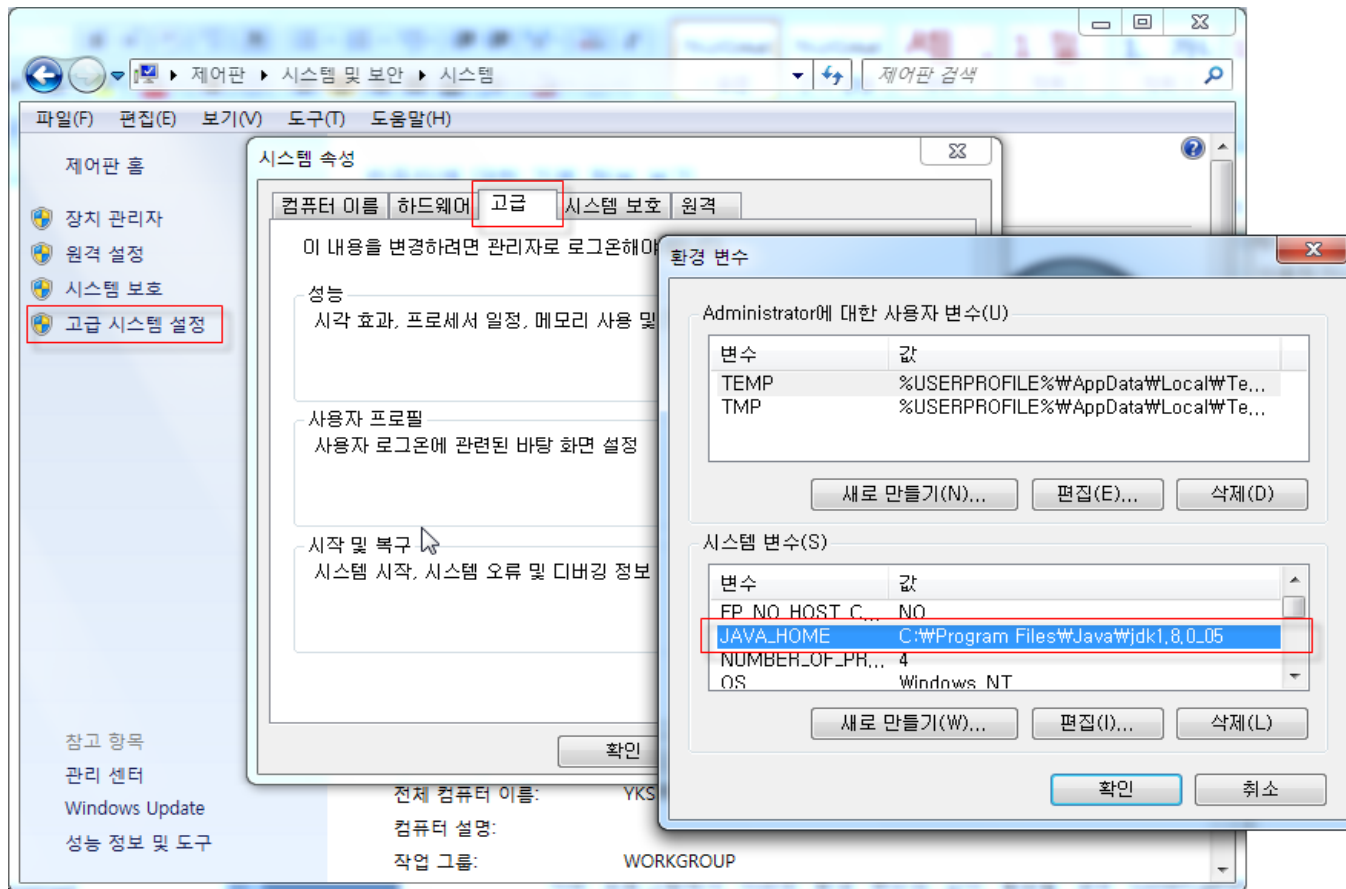 제어판 ▸ 시스템 및 보안 ▸ 시스템
제어판 검색
파일(F) 편집(E) 보기(V) 도구(T) 도움말(H)
제어판 홈
장치 관리자
원격 설정
시스템 보호
고급 시스템 설정
참고 항목
관리 센터
Windows Update
성능 정보 및 도구
시스템 속성
컴퓨터 이름 하드웨어 고급 시스템 보호 원격
이 내용을 변경하려면 관리자로 로그온해야
성능
시각 효과, 프로세서 일정, 메모리 사용 및
사용자 프로필
사용자 로그온에 관련된 바탕 화면 설정
시작 및 복구
시스템 시작, 시스템 오류 및 디버깅 정보
확인
전체 컴퓨터 이름: YKS
컴퓨터 설명:
작업 그룹: WORKGROUP
환경 변수
Administrator에 대한 사용자 변수(U)
변수 값
TEMP %USERPROFILE%₩AppData₩Local₩Te...
TMP %USERPROFILE%₩AppData₩Local₩Te...
새로 만들기(N)... 편집(E)... 삭제(D)
시스템 변수(S)
변수 값
FP_NO_HOST_C... NO
JAVA_HOME C:₩Program Files₩Java₩jdk1.8.0_05
NUMBER_OF_PR... 4
OS Windows_NT
새로 만들기(W)... 편집(I)... 삭제(L)
확인 취소